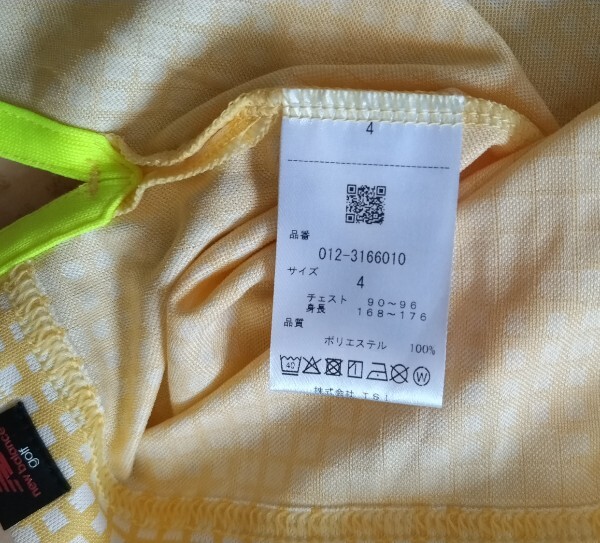 4
品番
012-3166010
サイズ
4
チェスト 90～96
身長 168～176
品質
ポリエステル 100%
40
W
株式会社 TSI
new balance
golf